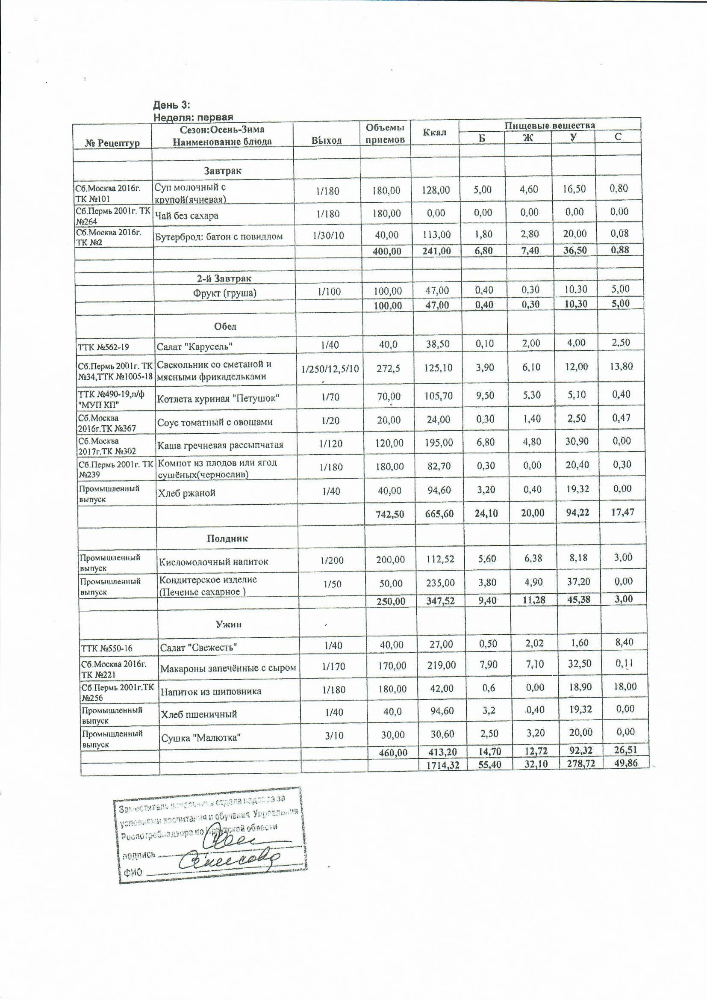 День 3:
Неделя: первая
№ Рецептур Сезон:Осень-Зима Наименование блюда Выход Объемы приемов Ккал Пищевые вещества
Б Ж У С
Завтрак
Сб.Москва 2016г. ТК №101 Суп молочный с крупой(ячневая) 1/180 180,00 128,00 5,00 4,60 16,50 0,80
Сб.Пермь 2001г. ТК №264 Чай без сахара 1/180 180,00 0,00 0,00 0,00 0,00 0,00
Сб.Москва 2016г. ТК №2 Бутерброд: батон с повидлом 1/30/10 40,00 113,00 1,80 2,80 20,00 0,08
400,00 241,00 6,80 7,40 36,50 0,88
2-й Завтрак
Фрукт (груша) 1/100 100,00 47,00 0,40 0,30 10,30 5,00
100,00 47,00 0,40 0,30 10,30 5,00
Обед
ТТК №562-19 Салат "Карусель" 1/40 40,0 38,50 0,10 2,00 4,00 2,50
Сб.Пермь 2001г. ТК №34,ТТК №1005-18 Свекольник со сметаной и мясными фрикадельками 1/250/12,5/10 272,5 125,10 3,90 6,10 12,00 13,80
ТТК №490-19,п/ф "МУП КП" Котлета куриная "Петушок" 1/70 70,00 105,70 9,50 5.30 5,10 0,40
Сб.Москва 2016г.ТК №367 Соус томатный с овощами 1/20 20,00 24,00 0,30 1,40 2,50 0,47
Сб.Москва 2017г.ТК №302 Каша гречневая рассыпчатая 1/120 120,00 195,00 6,80 4,80 30,90 0,00
Сб.Пермь 2001г. ТК №239 Компот из плодов или ягод сушёных(чернослив) 1/180 180,00 82,70 0,30 0,00 20,40 0,30
Промышленный выпуск Хлеб ржаной 1/40 40,00 94,60 3,20 0,40 19,32 0,00
742,50 665,60 24,10 20,00 94,22 17,47
Полдник
Промышленный выпуск Кисломолочный напиток 1/200 200,00 112,52 5,60 6,38 8,18 3,00
Промышленный выпуск Кондитерское изделие (Печенье сахарное ) 1/50 50,00 235,00 3,80 4,90 37,20 0,00
250,00 347,52 9,40 11,28 45,38 3,00
Ужин
ТТК №550-16 Салат "Свежесть" 1/40 40,00 27,00 0,50 2,02 1,60 8,40
Сб.Москва 2016г. ТК №221 Макароны запечённые с сыром 1/170 170,00 219,00 7,90 7,10 32,50 0,11
Сб.Пермь 2001г.ТК №256 Напиток из шиповника 1/180 180,00 42,00 0,6 0,00 18,90 18,00
Промышленный выпуск Хлеб пшеничный 1/40 40,0 94,60 3,2 0,40 19,32 0,00
Промышленный выпуск Сушка "Малютка" 3/10 30,00 30,60 2,50 3,20 20,00 0,00
460,00 413,20 14,70 12,72 92,32 26,51
1714,32 55,40 32,10 278,72 49,86
Заместитель начальника отдела надзора за
условиями воспитания и обучения Управления
Роспотребнадзора по Иркутской области
подпись
ФИО